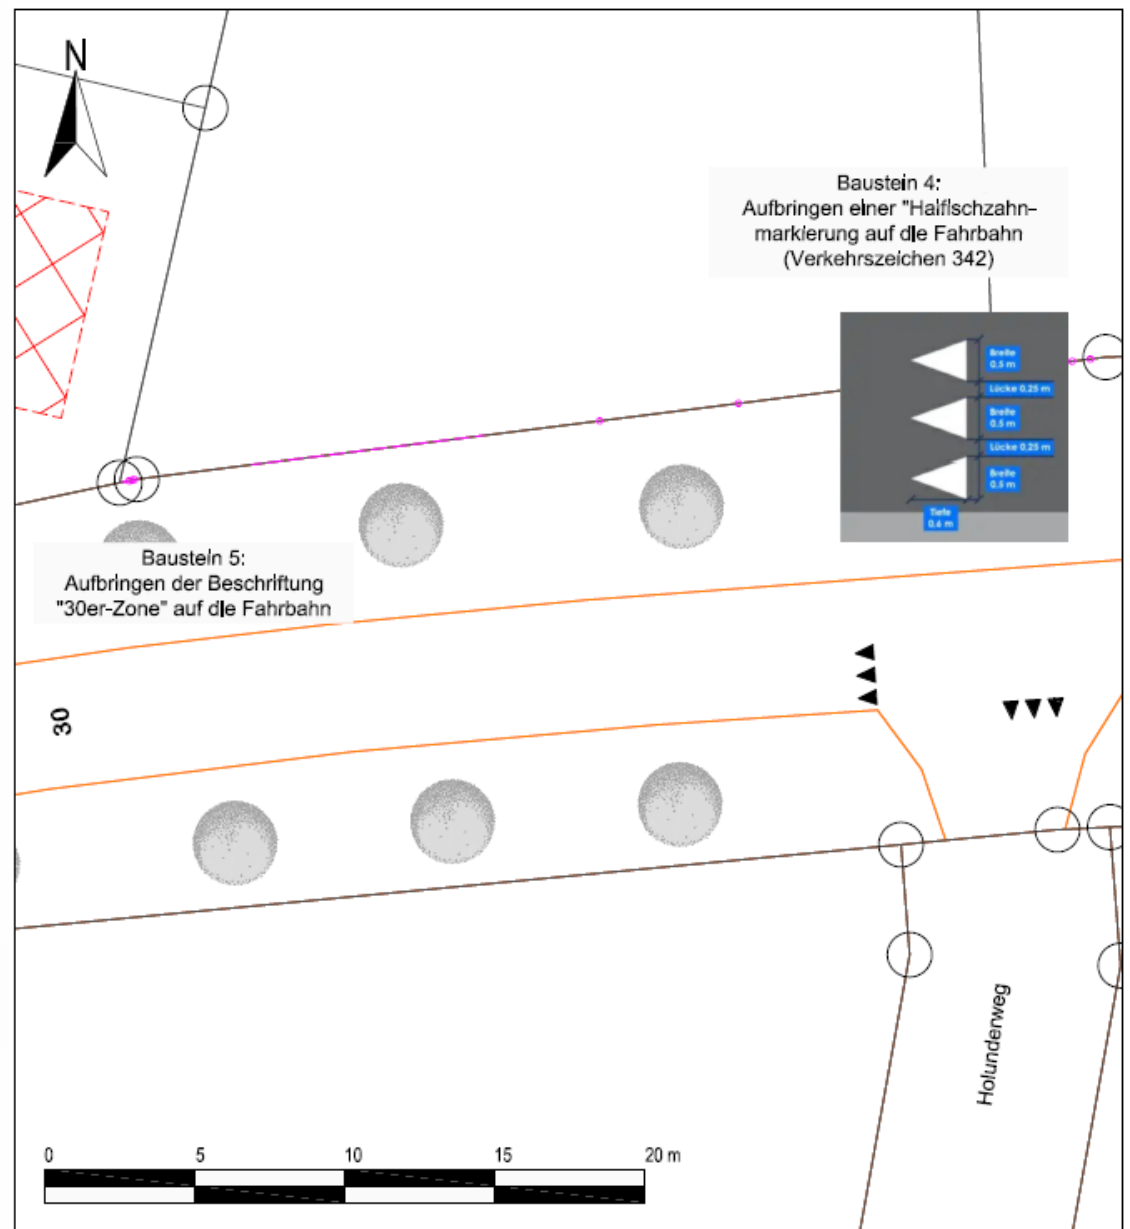 N
Baustein 4:
Aufbringen einer "Haifischzahn-
markierung auf die Fahrbahn
(Verkehrszeichen 342)
Breite
0,5 m
Lücke 0,25 m
Breite
0,5 m
Lücke 0,25 m
Breite
0,5 m
Tiefe
0,6 m
Baustein 5:
Aufbringen der Beschriftung
"30er-Zone" auf die Fahrbahn
30
Holunderweg
0 5 10 15 20 m